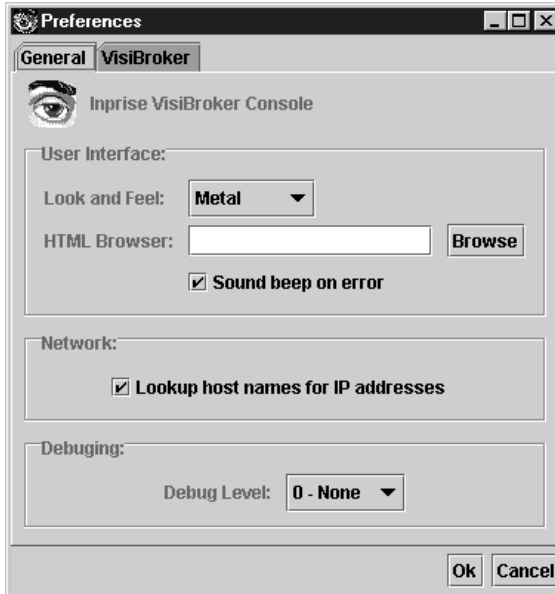 Preferences
General VisiBroker
Inprise VisiBroker Console
User Interface:
Look and Feel: Metal
HTML Browser: Browse
Sound beep on error
Network:
Lookup host names for IP addresses
Debuging:
Debug Level: 0 - None
Ok Cancel